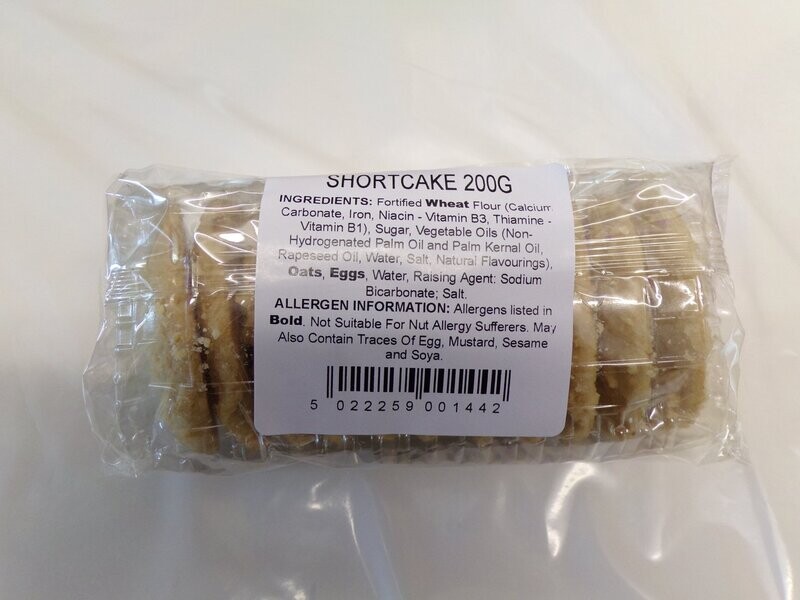 SHORTCAKE 200G
INGREDIENTS: Fortified Wheat Flour (Calcium
Carbonate, Iron, Niacin - Vitamin B3, Thiamine -
Vitamin B1), Sugar, Vegetable Oils (Non-
Hydrogenated Palm Oil and Palm Kernal Oil,
Rapeseed Oil, Water, Salt, Natural Flavourings),
Oats, Eggs, Water, Raising Agent: Sodium
Bicarbonate; Salt.
ALLERGEN INFORMATION: Allergens listed in
Bold. Not Suitable For Nut Allergy Sufferers. May
Also Contain Traces Of Egg, Mustard, Sesame
and Soya.
5 022259 001442